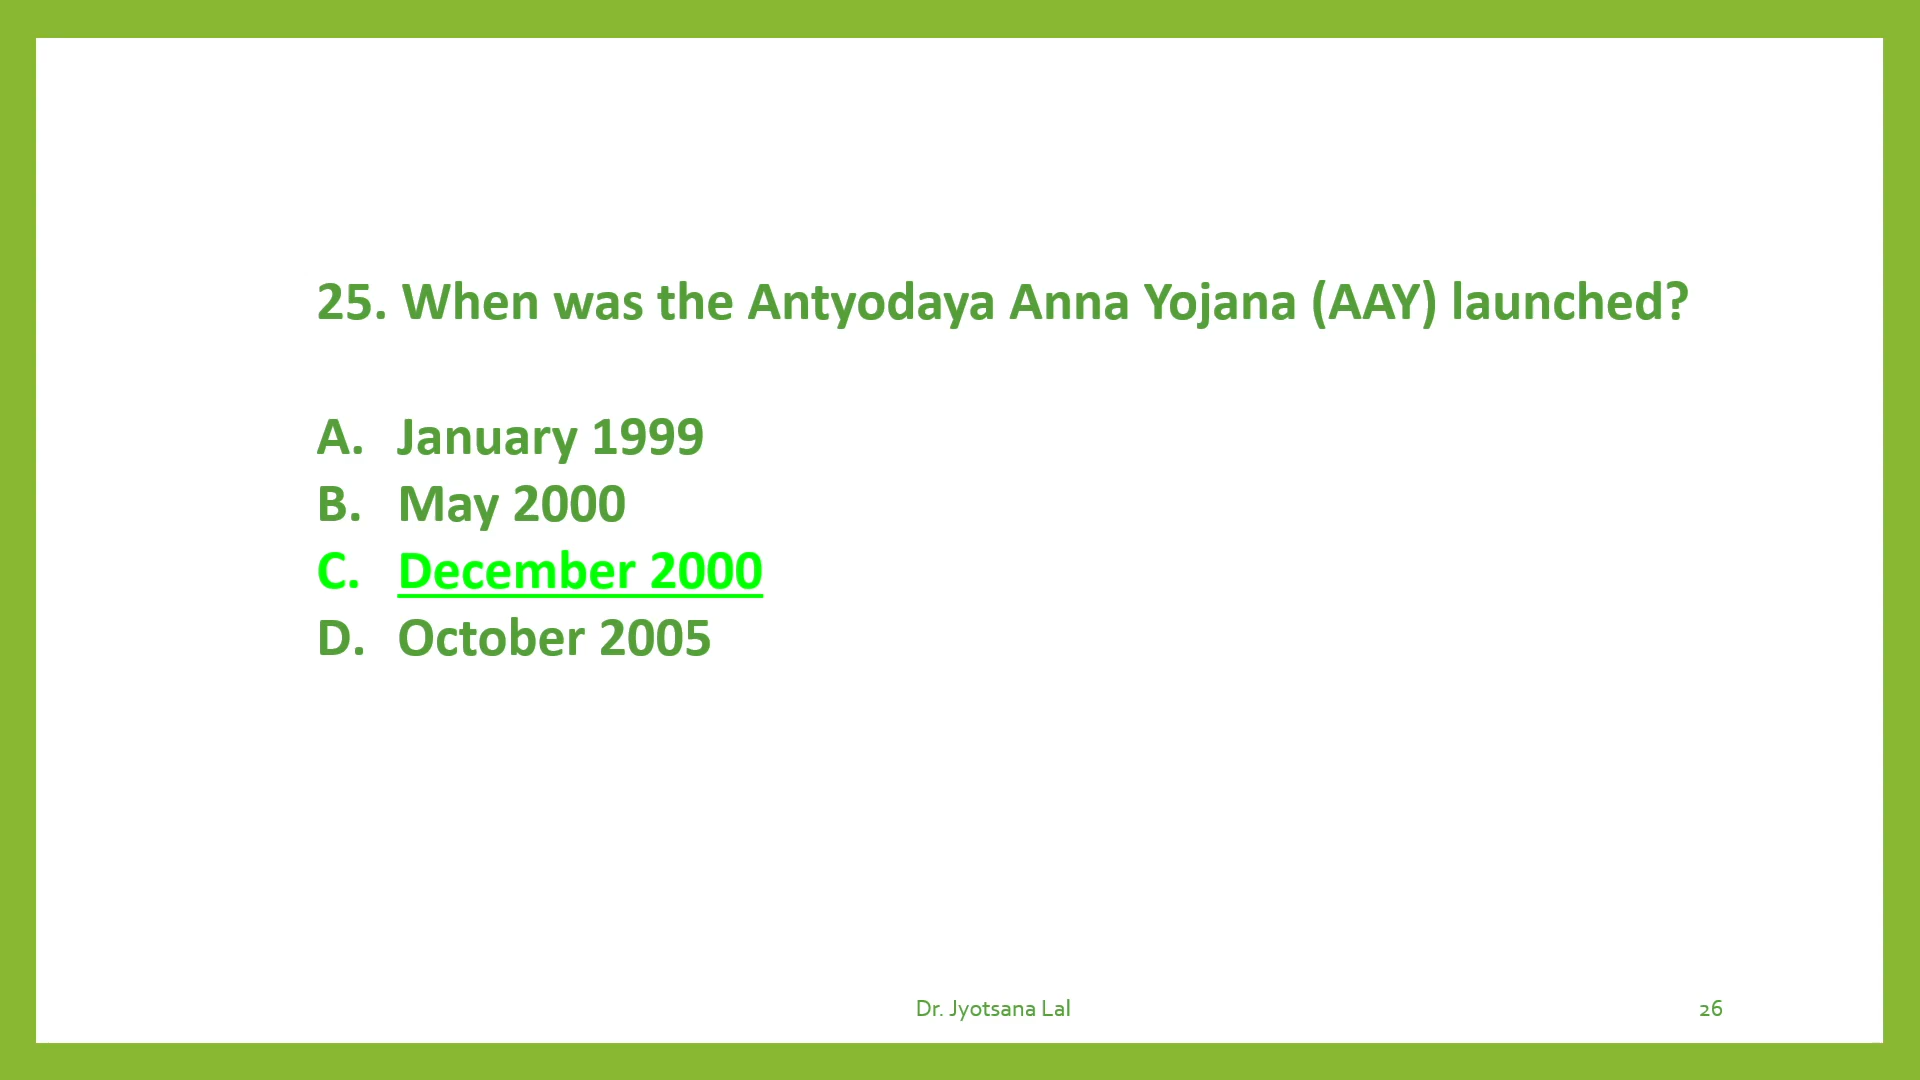 25. When was the Antyodaya Anna Yojana (AAY) launched?
A. January 1999
B. May 2000
C. December 2000
D. October 2005
Dr. Jyotsana Lal
26